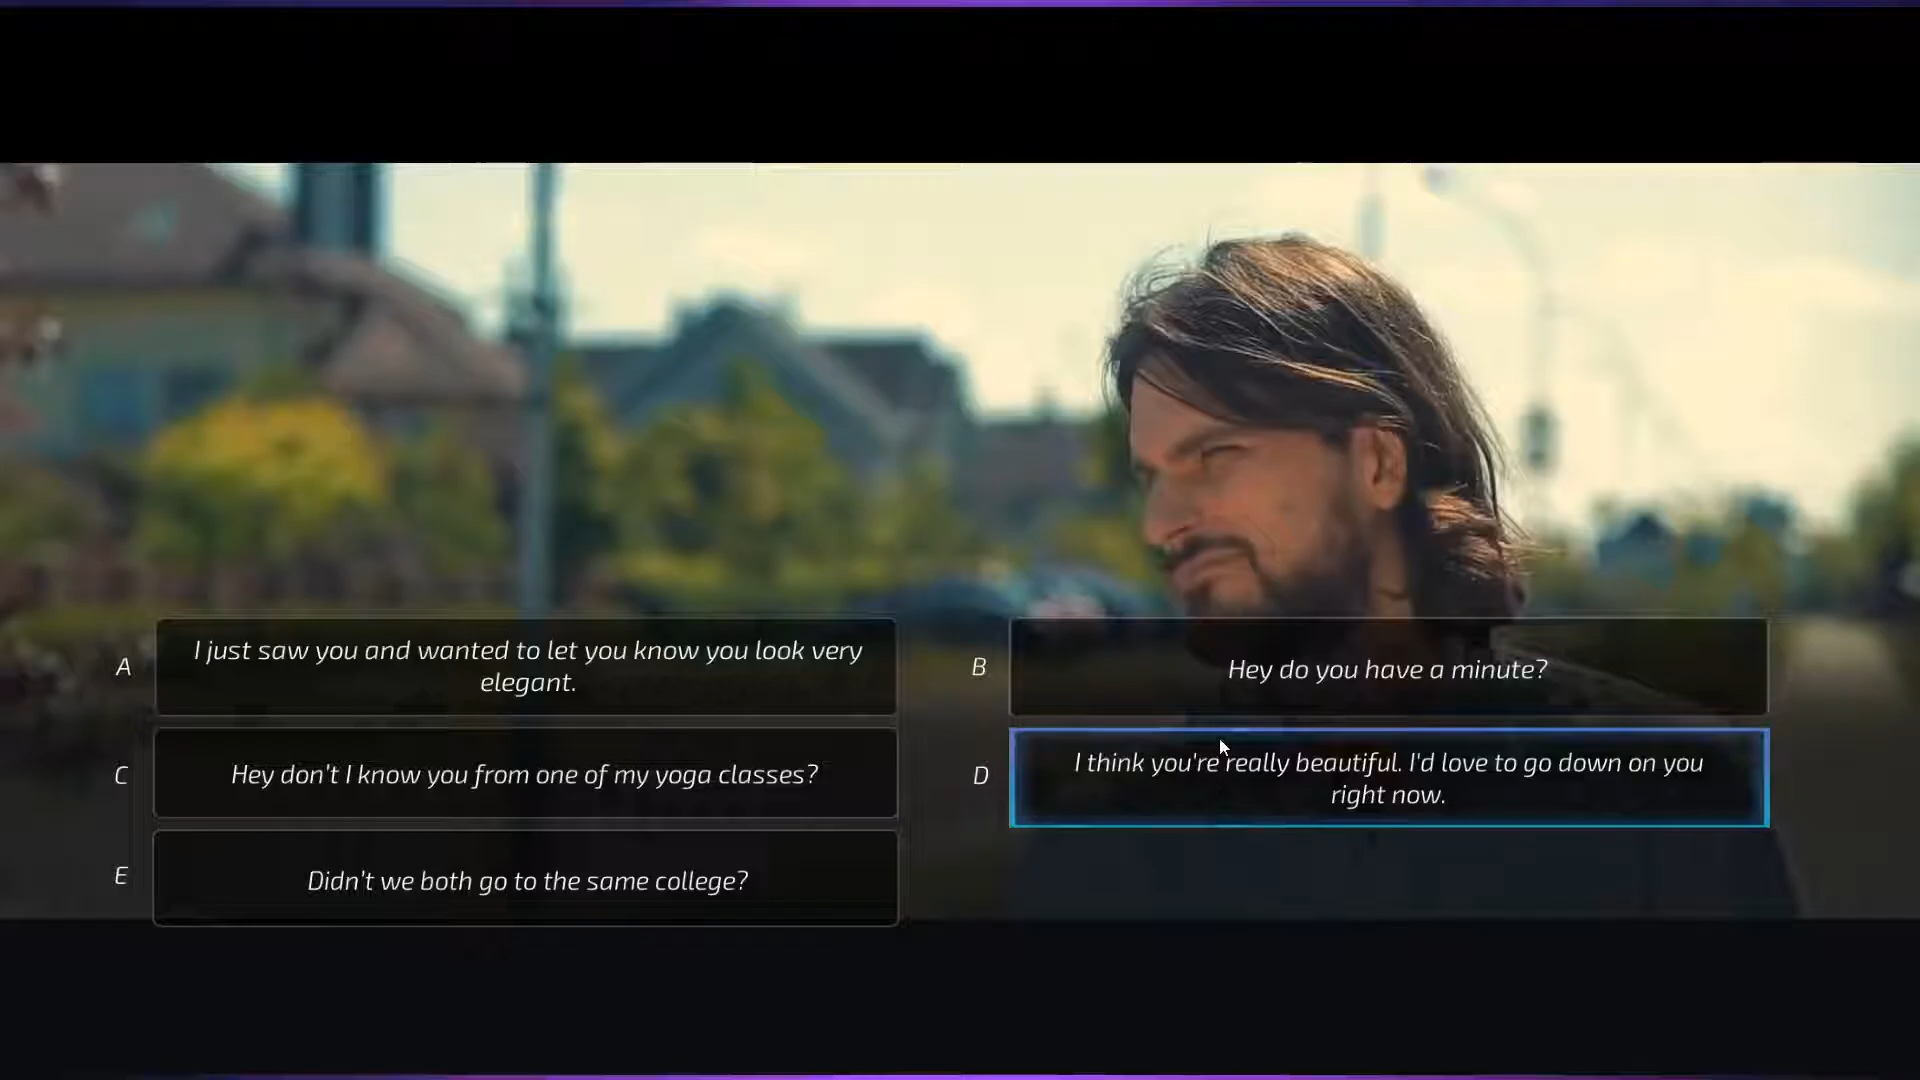 A
I just saw you and wanted to let you know you look very
elegant.
B
Hey do you have a minute?
C
Hey don't I know you from one of my yoga classes?
D
I think you're really beautiful. I'd love to go down on you
right now.
E
Didn't we both go to the same college?